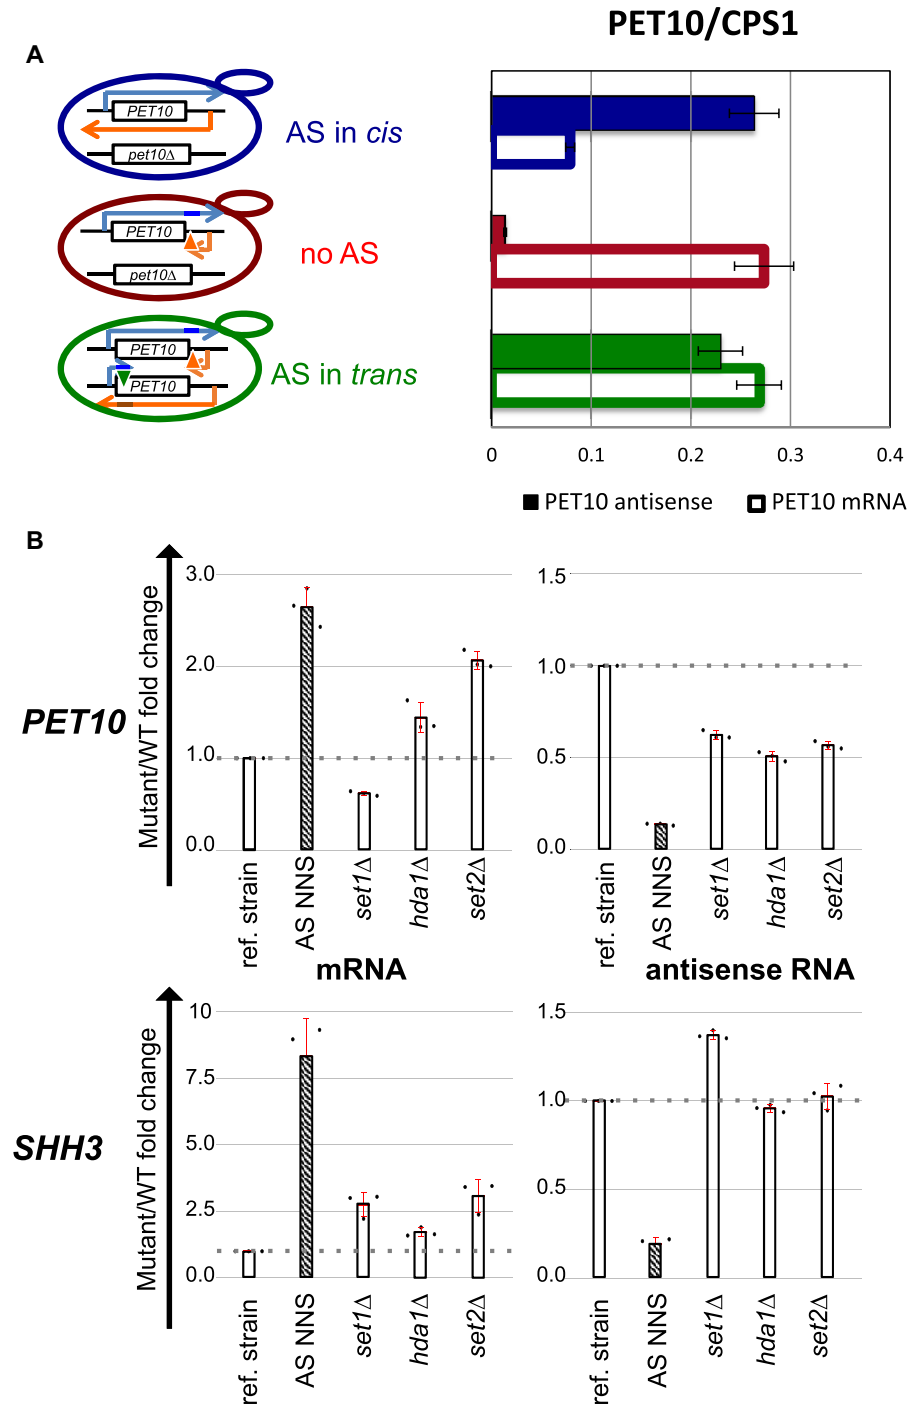 PET10/CPS1
A
PET10
pet10Δ
AS in cis
PET10
pet10Δ
no AS
PET10
PET10
AS in trans
0 0.1 0.2 0.3 0.4
PET10 antisense PET10 mRNA
B
PET10
Mutant/WT fold change
3.0
2.0
1.0
0.0
ref. strain
AS NNS
set1Δ
hda1Δ
set2Δ
1.5
1.0
0.5
0.0
ref. strain
AS NNS
set1Δ
hda1Δ
set2Δ
mRNA antisense RNA
SHH3
Mutant/WT fold change
10
7.5
5.0
2.5
0.0
ref. strain
AS NNS
set1Δ
hda1Δ
set2Δ
1.5
1.0
0.5
0.0
ref. strain
AS NNS
set1Δ
hda1Δ
set2Δ